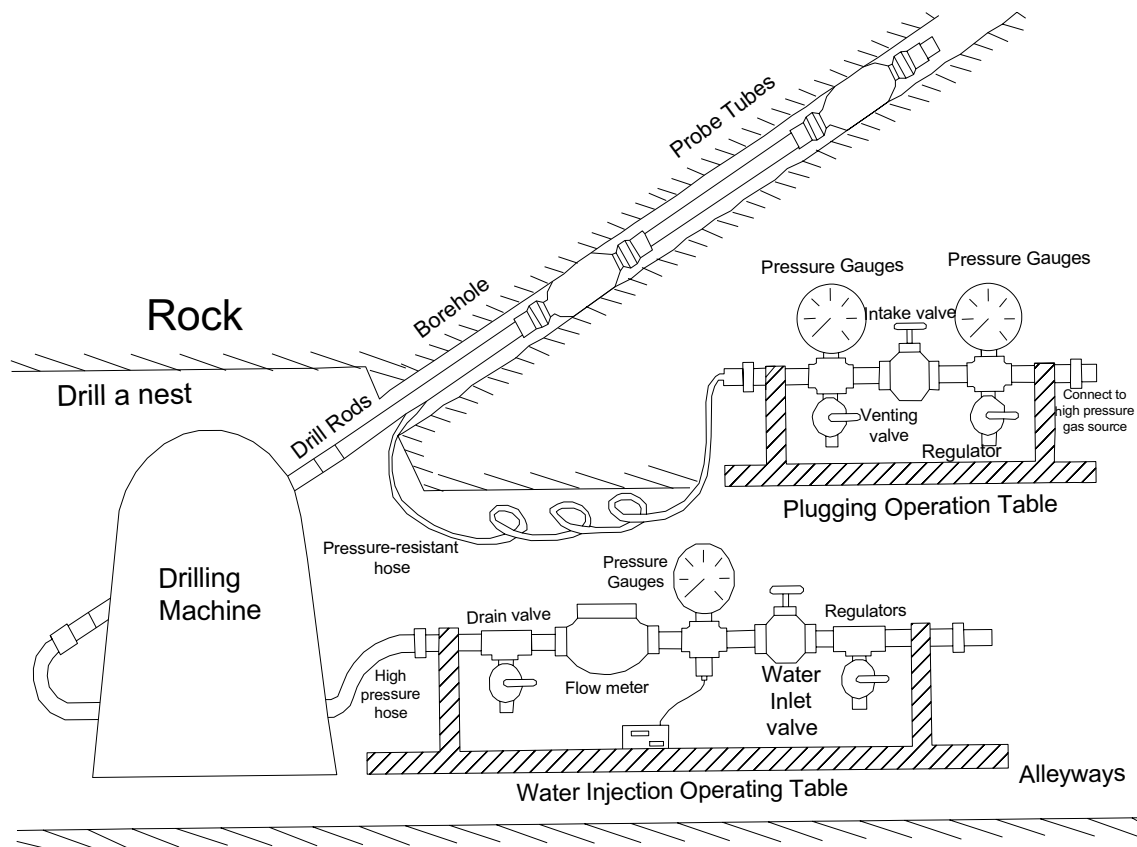 Probe Tubes
Pressure Gauges
Pressure Gauges
Borehole
Rock
Intake valve
Drill a nest
Connect to
high pressure
gas source
Venting
valve
Drill Rods
Regulator
Plugging Operation Table
Pressure-resistant
hose
Pressure
Gauges
Drilling
Machine
Drain valve
Regulators
High
pressure
hose
Flow meter
Water
Inlet
valve
Water Injection Operating Table
Alleyways